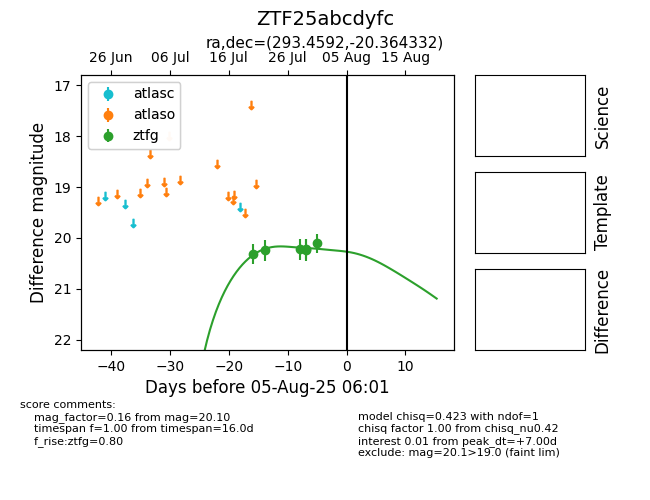 ZTF25abcdyfc
ra,dec=(293.4592,-20.364332)
26 Jun 06 Jul 16 Jul 26 Jul 05 Aug 15 Aug
atlasc
atlaso
ztfg
17
18
19
20
21
22
Difference magnitude
−40 −30 −20 −10 0 10
Days before 05-Aug-25 06:01
Science
Template
Difference
score comments:
mag_factor=0.16 from mag=20.10
timespan f=1.00 from timespan=16.0d
f_rise:ztfg=0.80
model chisq=0.423 with ndof=1
chisq factor 1.00 from chisq_nu0.42
interest 0.01 from peak_dt=+7.00d
exclude: mag=20.1>19.0 (faint lim)